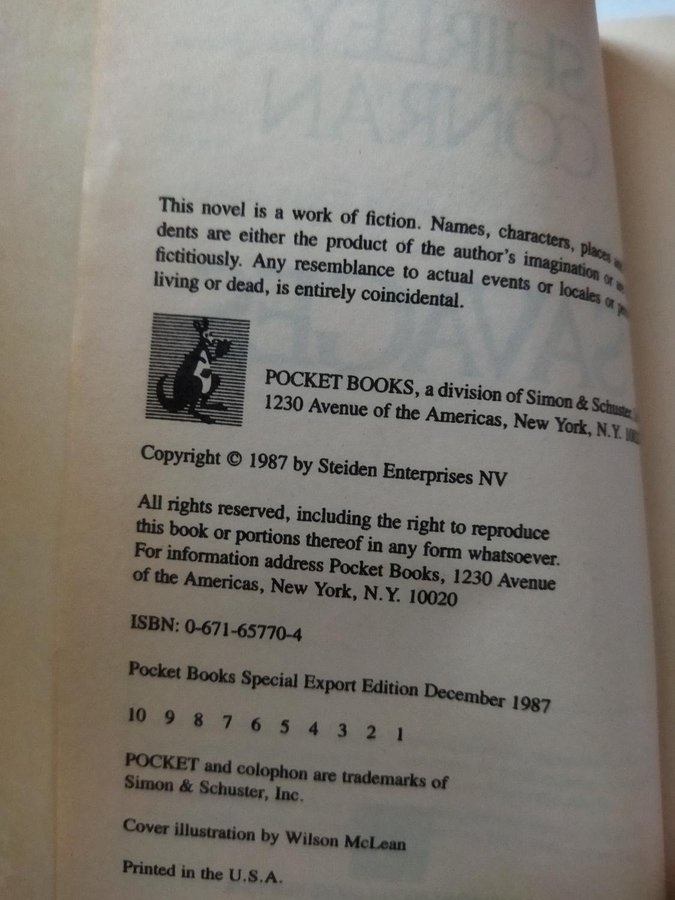 SHIRLEY
CONRAN
SAVAGE
This novel is a work of fiction. Names, characters, places
dents are either the product of the author's imagination or
fictitiously. Any resemblance to actual events or locales or
living or dead, is entirely coincidental.
POCKET BOOKS, a division of Simon & Schuster,
1230 Avenue of the Americas, New York, N.Y.
Copyright © 1987 by Steiden Enterprises NV
All rights reserved, including the right to reproduce
this book or portions thereof in any form whatsoever.
For information address Pocket Books, 1230 Avenue
of the Americas, New York, N.Y. 10020
ISBN: 0-671-65770-4
Pocket Books Special Export Edition December 1987
10 9 8 7 6 5 4 3 2 1
POCKET and colophon are trademarks of
Simon & Schuster, Inc.
Cover illustration by Wilson McLean
Printed in the U.S.A.